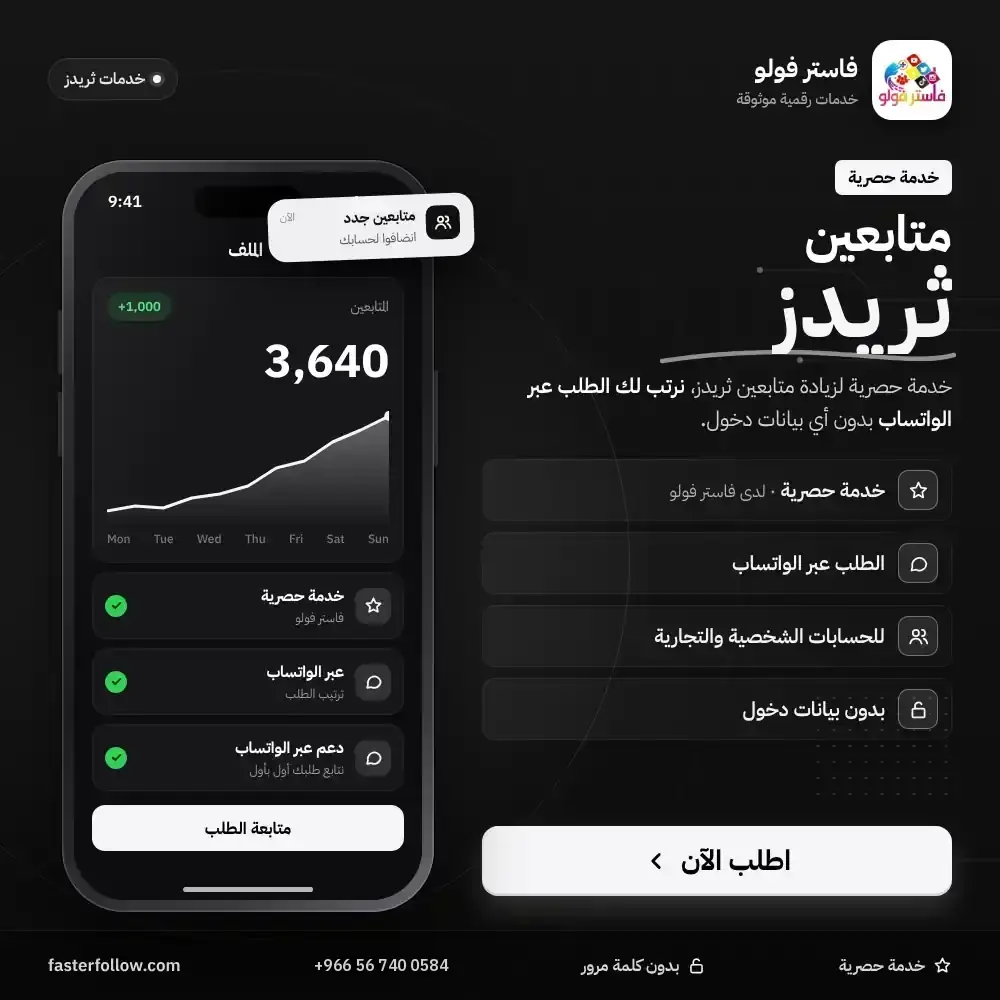 فاستر فولو
فاستر فولو
خدمات رقمية موثوقة
خدمات ثريدز
خدمة حصرية
متابعين
ثريدز
خدمة حصرية لزيادة متابعين ثريدز، نرتب لك الطلب عبر
الواتساب بدون أي بيانات دخول.
خدمة حصرية · لدى فاستر فولو
الطلب عبر الواتساب
للحسابات الشخصية والتجارية
بدون بيانات دخول
اطلب الآن
9:41
متابعين جدد
الآن
انضافوا لحسابك
الملف
المتابعين
+1,000
3,640
Mon Tue Wed Thu Fri Sat Sun
خدمة حصرية
فاستر فولو
عبر الواتساب
ترتيب الطلب
دعم عبر الواتساب
نتابع طلبك أول بأول
متابعة الطلب
خدمة حصرية
بدون كلمة مرور
+966 56 740 0584
fasterfollow.com